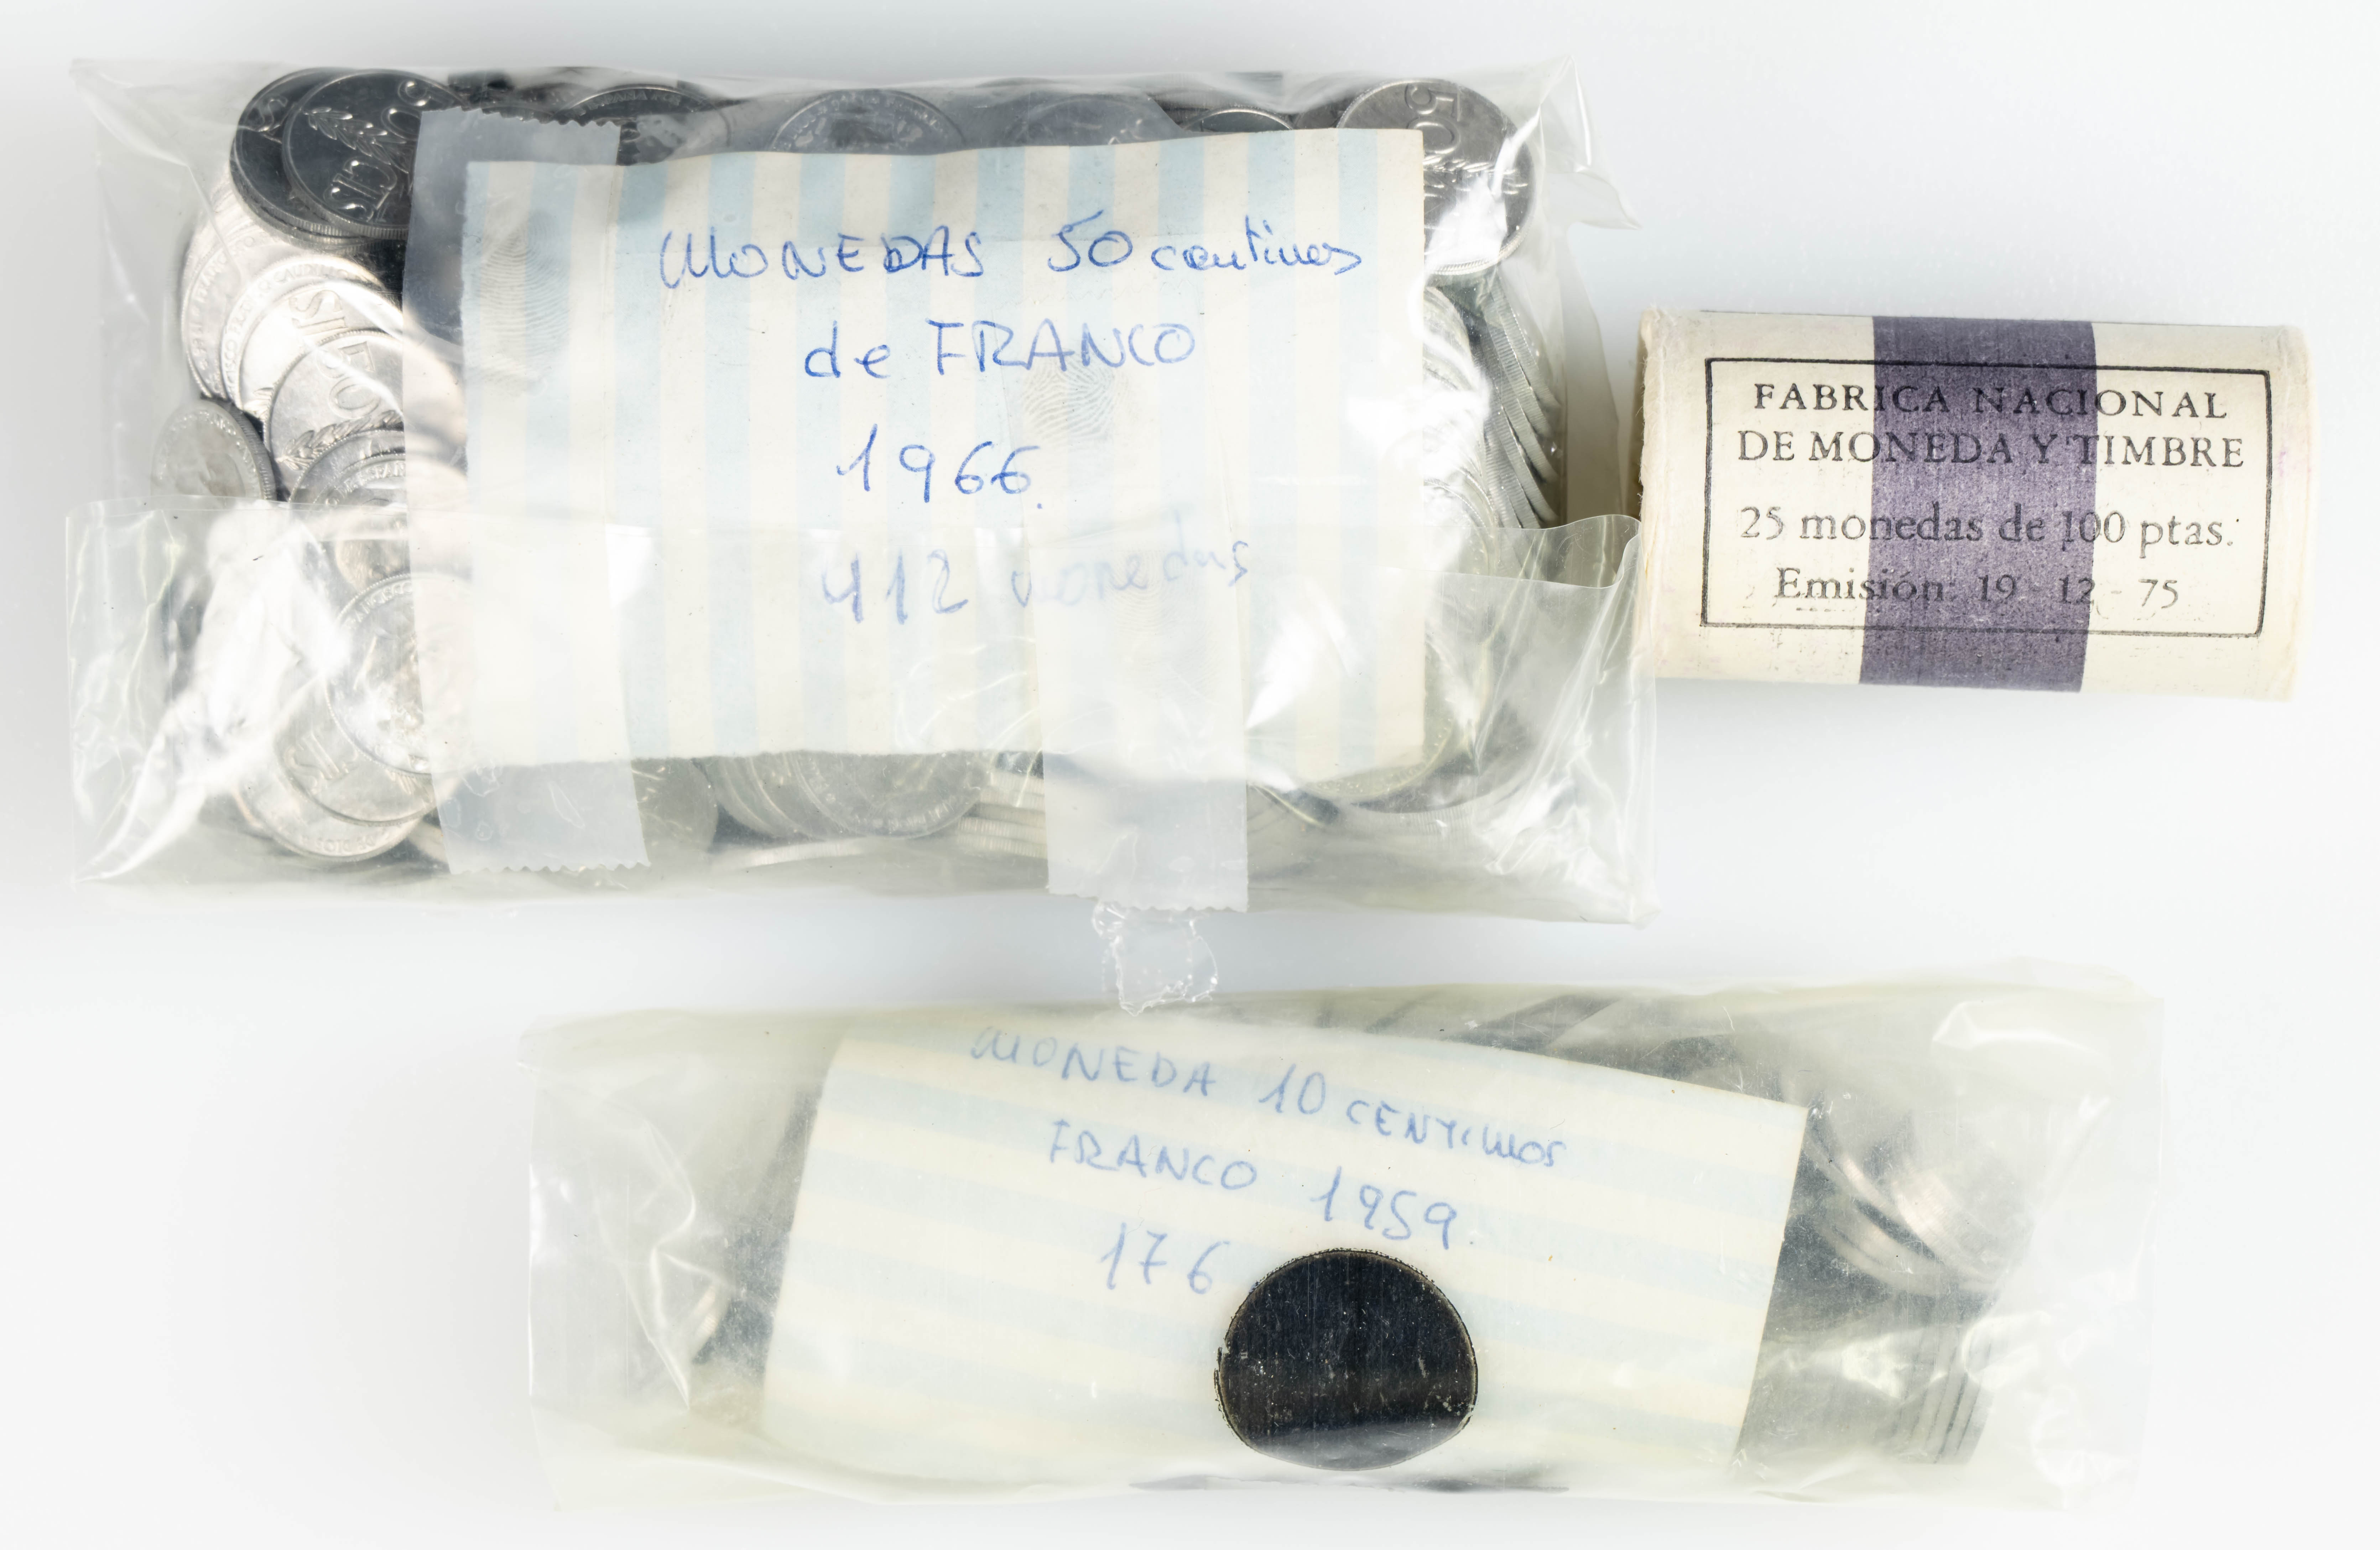 MONEDAS 50 centimos
de FRANCO
1966.
412 monedas
FABRICA NACIONAL
DE MONEDA Y TIMBRE
25 monedas de 100 ptas.
Emisión: 19 - 12 - 75
MONEDA 10 CENTIMOS
FRANCO 1959.
176
50